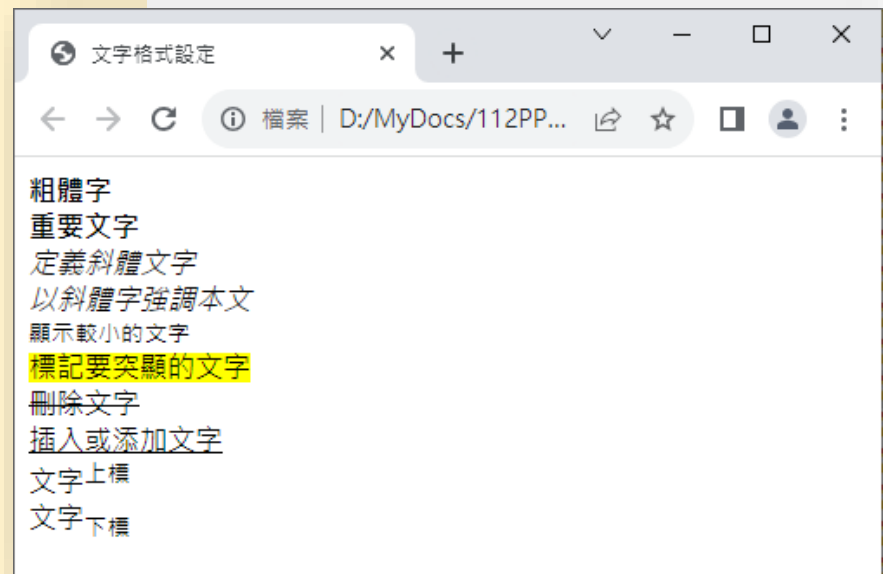 文字格式設定
檔案 | D:/MyDocs/112PP...
粗體字
重要文字
定義斜體文字
以斜體字強調本文
顯示較小的文字
標記要突顯的文字
刪除文字
插入或添加文字
文字上標
文字下標